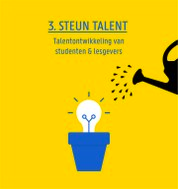 3. STEUN TALENT
Talentontwikkeling van
studenten & lesgevers